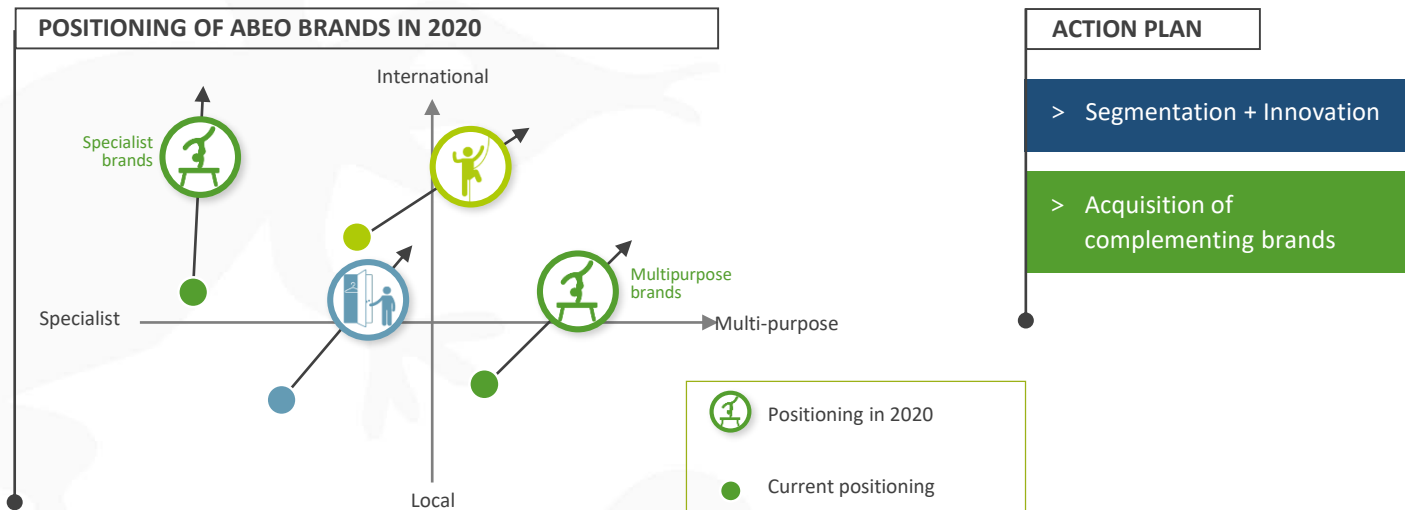 POSITIONING OF ABEO BRANDS IN 2020
International
Specialist
brands
Multipurpose
brands
Specialist
Multi-purpose
Local
Positioning in 2020
Current positioning
ACTION PLAN
> Segmentation + Innovation
> Acquisition of
complementing brands